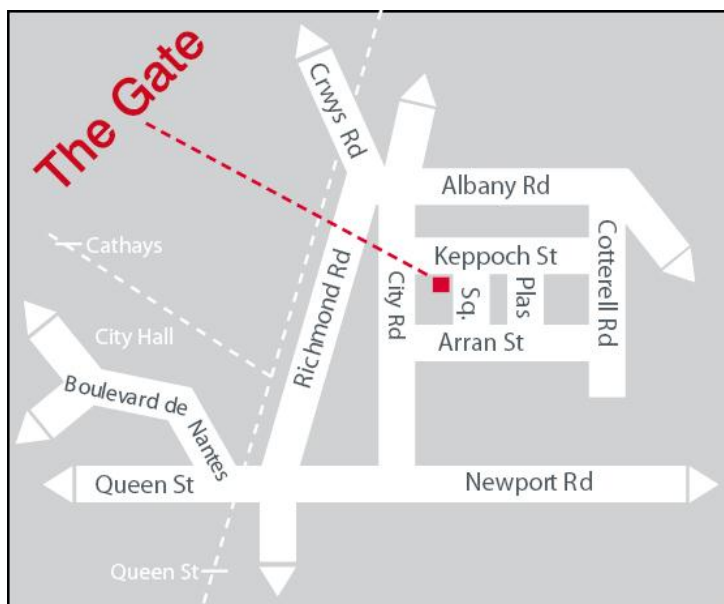 The Gate
Crwys Rd
Albany Rd
Cathays
Keppoch St
Richmond Rd
City Rd
Sq.
Plas
Cotterell Rd
City Hall
Arran St
Boulevard de
Nantes
Queen St
Newport Rd
Queen St